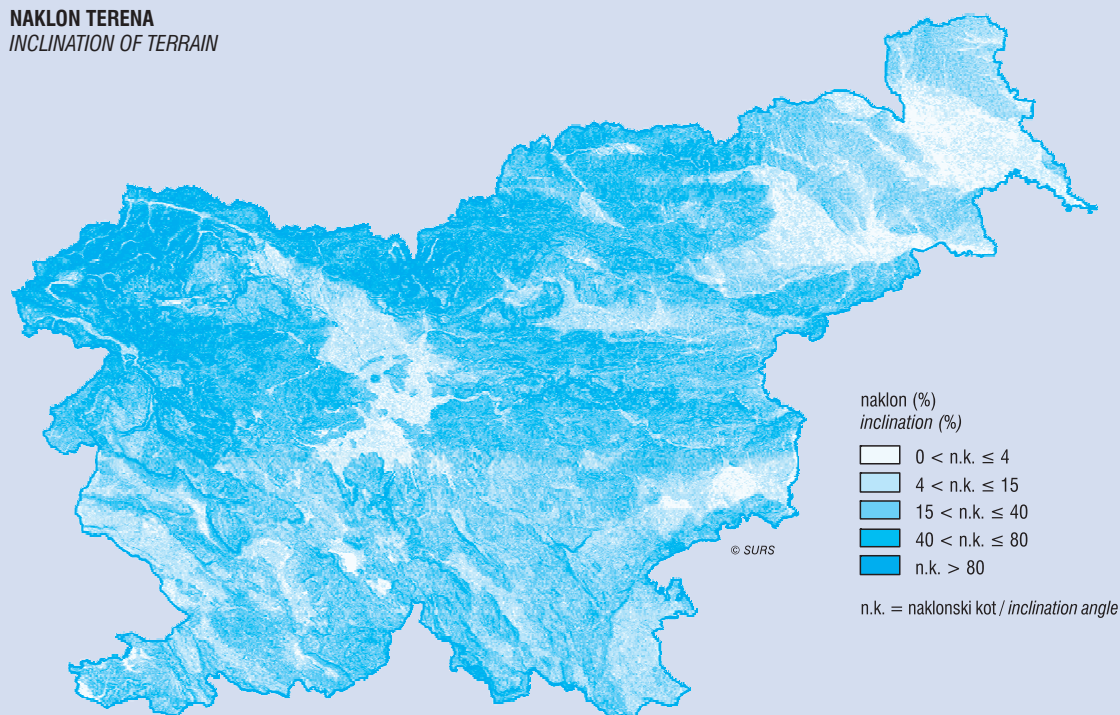 NAKLON TERENA
INCLINATION OF TERRAIN
naklon (%)
inclination (%)
0 < n.k. ≤ 4
4 < n.k. ≤ 15
15 < n.k. ≤ 40
40 < n.k. ≤ 80
n.k. > 80
© SURS
n.k. = naklonski kot / inclination angle